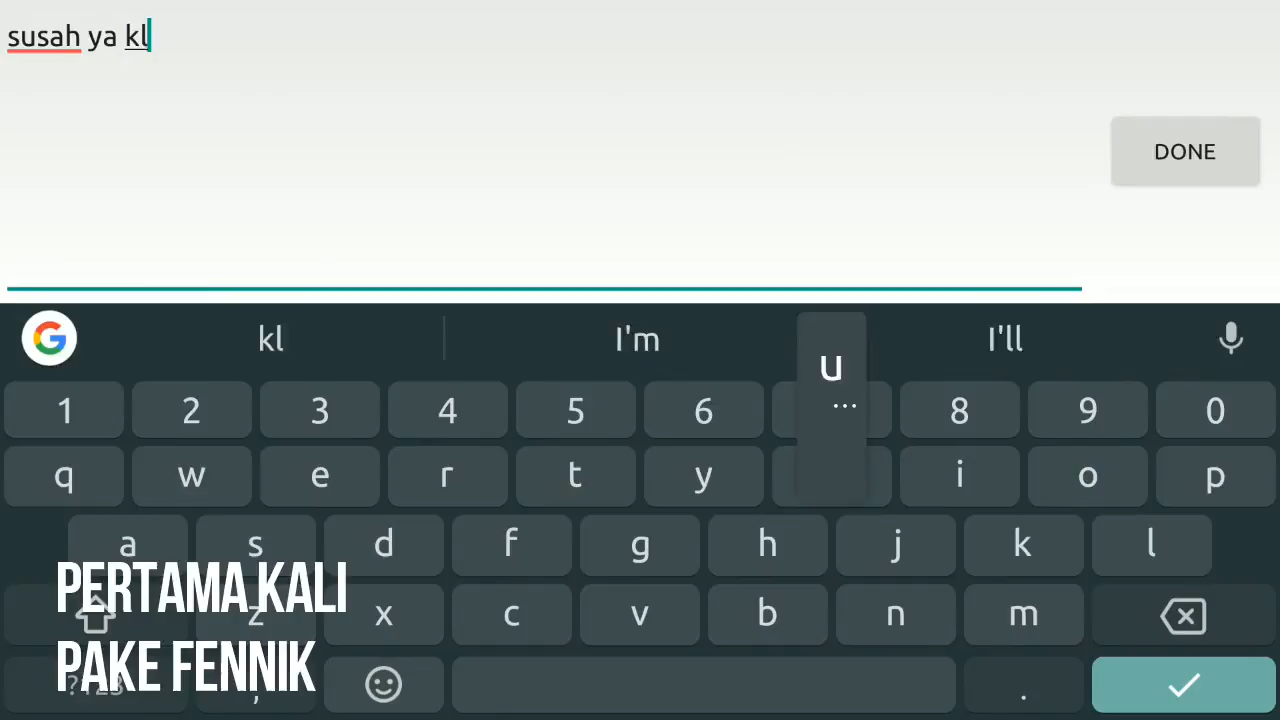 susah ya kl
DONE
kl I'm I'll
u
...
1 2 3 4 5 6 8 9 0
q w e r t y i o p
a s d f g h j k l
z x c v b n m
?123 , .
PERTAMA KALI
PAKE FENNIK